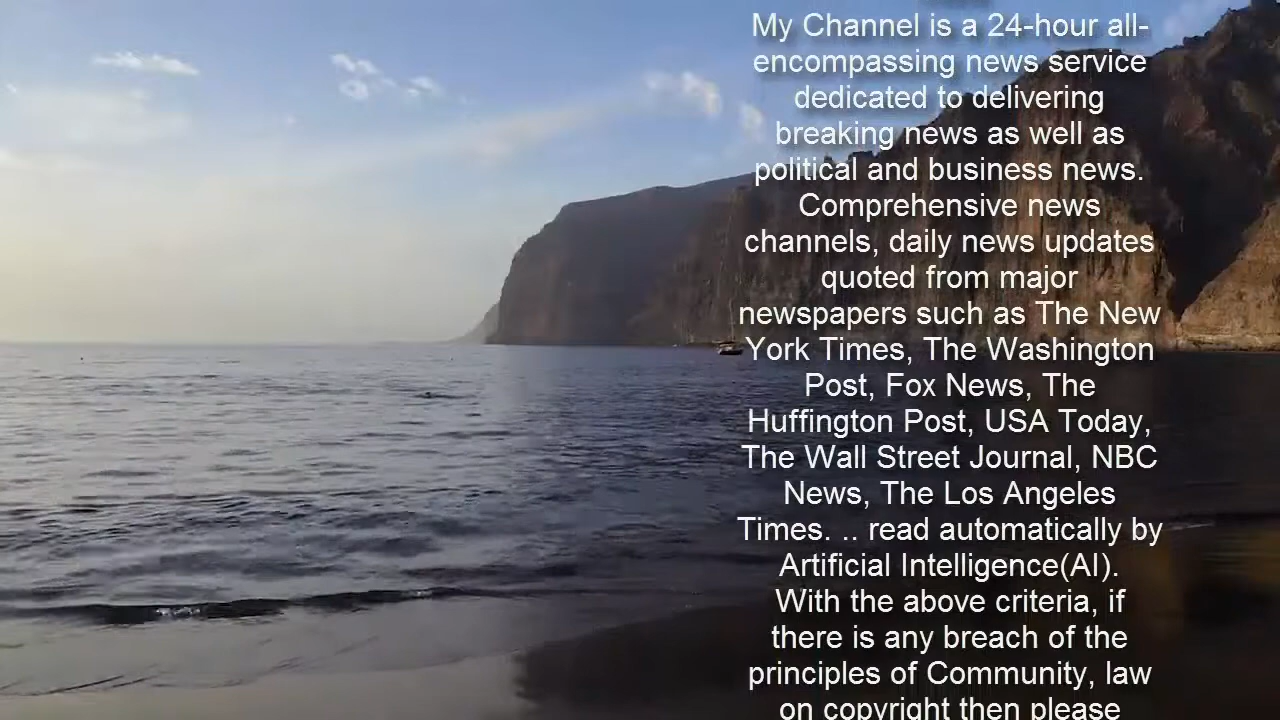 My Channel is a 24-hour all-
encompassing news service
dedicated to delivering
breaking news as well as
political and business news.
Comprehensive news
channels, daily news updates
quoted from major
newspapers such as The New
York Times, The Washington
Post, Fox News, The
Huffington Post, USA Today,
The Wall Street Journal, NBC
News, The Los Angeles
Times. .. read automatically by
Artificial Intelligence(AI).
With the above criteria, if
there is any breach of the
principles of Community, law
on copyright then please